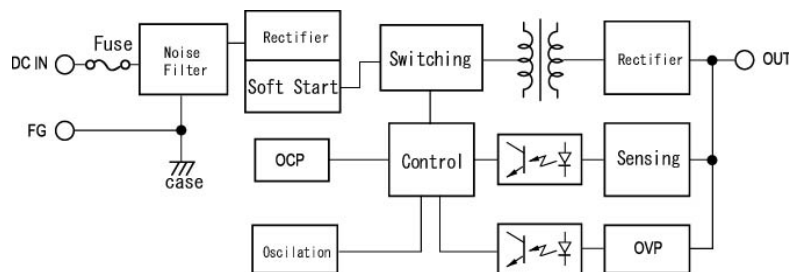 Fuse
DC IN
Noise
Filter
Rectifier
Soft Start
Switching
Rectifier
OUT
FG
case
OCP
Control
Sensing
Oscilation
OVP